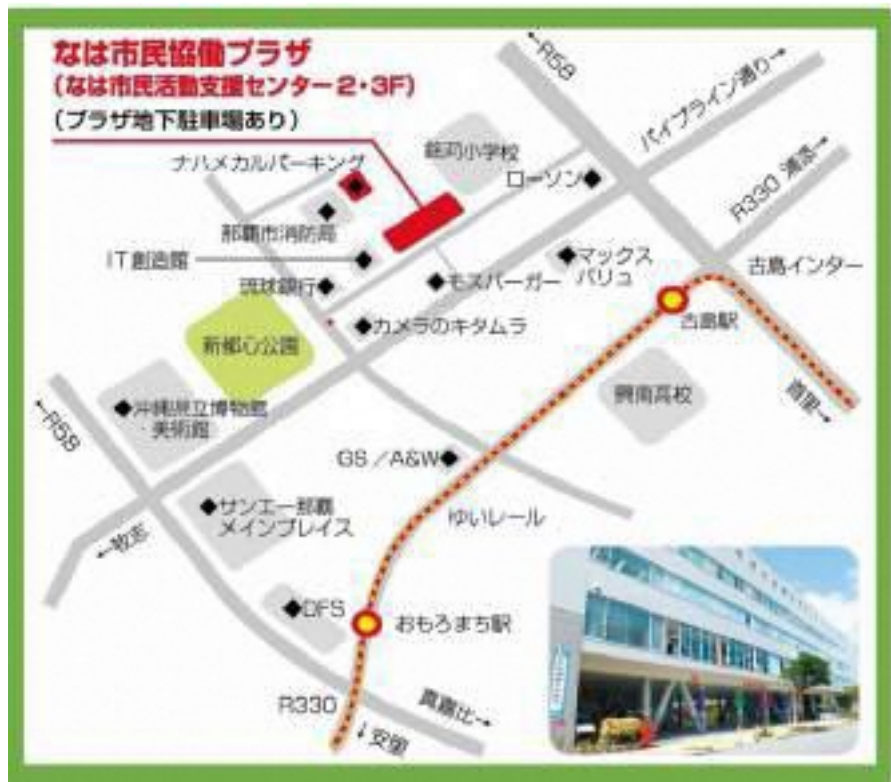 なは市民協働プラザ
(なは市民活動支援センター2・3F)
(プラザ地下駐車場あり)
←R58
パイプライン通り→
銘苅小学校
ナハメカルパーキング
ローソン
R330 浦添→
那覇市消防局
IT創造館
マックス
バリュ
古島インター
琉球銀行
モスバーガー
カメラのキタムラ
古島駅
新都心公園
興南高校
首里→
沖縄県立博物館
・美術館
←R58
GS/A&W
サンエー那覇
メインプレイス
ゆいレール
←牧志
DFS
おもろまち駅
R330
真嘉比→
↓安里